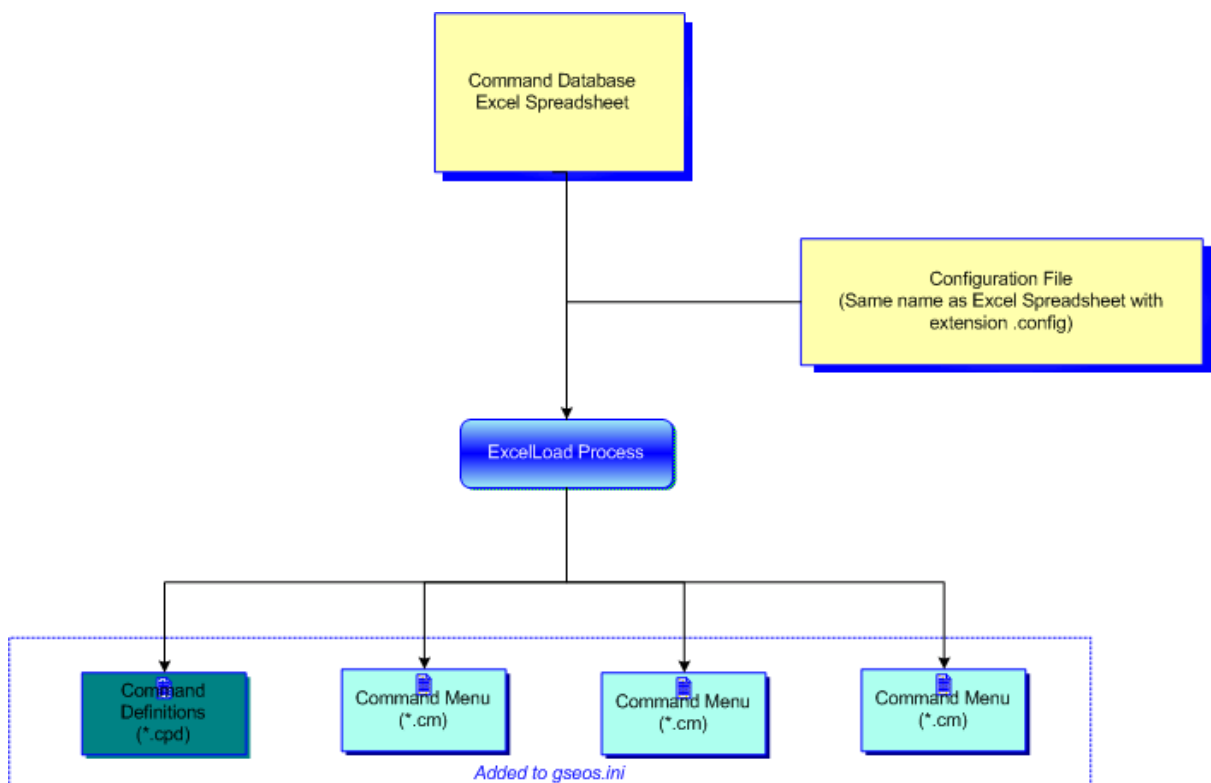 Command Database
Excel Spreadsheet
Configuration File
(Same name as Excel Spreadsheet with
extension .config)
ExcelLoad Process
Command
Definitions
(*.cpd)
Command Menu
(*.cm)
Command Menu
(*.cm)
Command Menu
(*.cm)
Added to gseos.ini